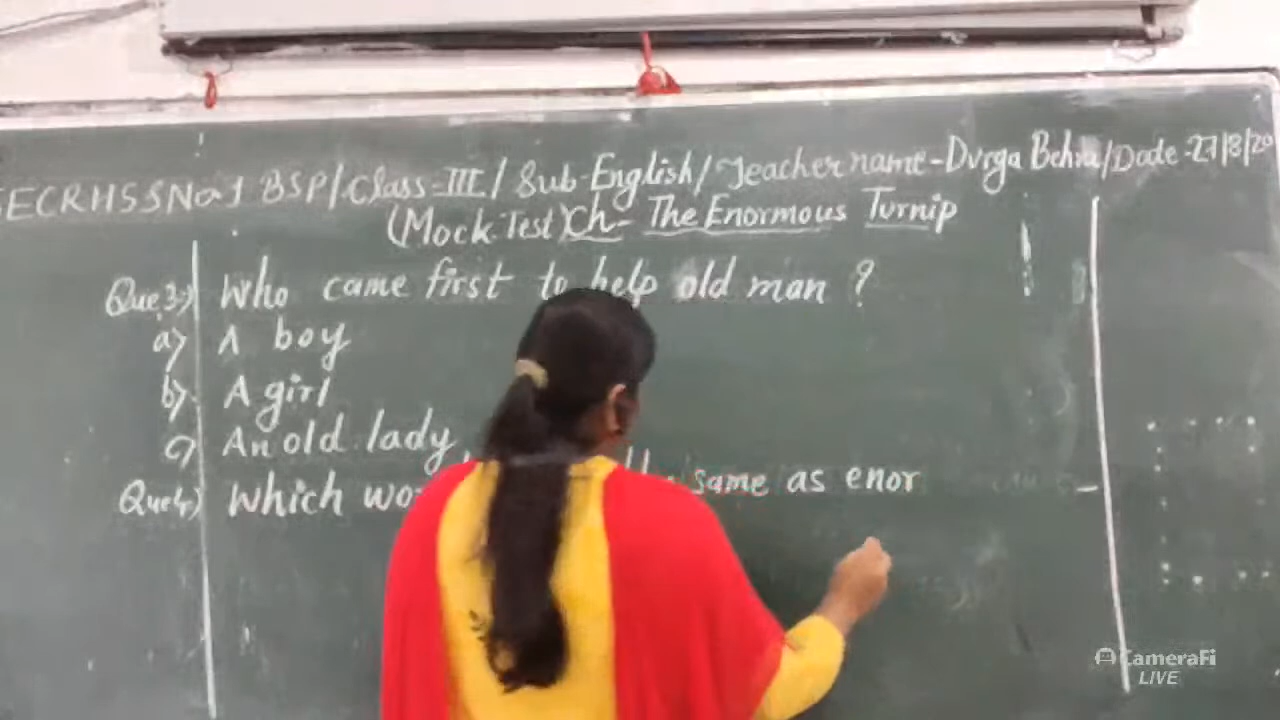 SECRHSSNo.1 BSP/Class-III/Sub-English/Teacher name-Durga Behra/Date-27/8/20
(Mock Test) Ch- The Enormous Turnip
Que.3→ Who came first to help old man ?
a) A boy
b) A girl
c) An old lady
Que4→ Which same as enor
CameraFi
LIVE